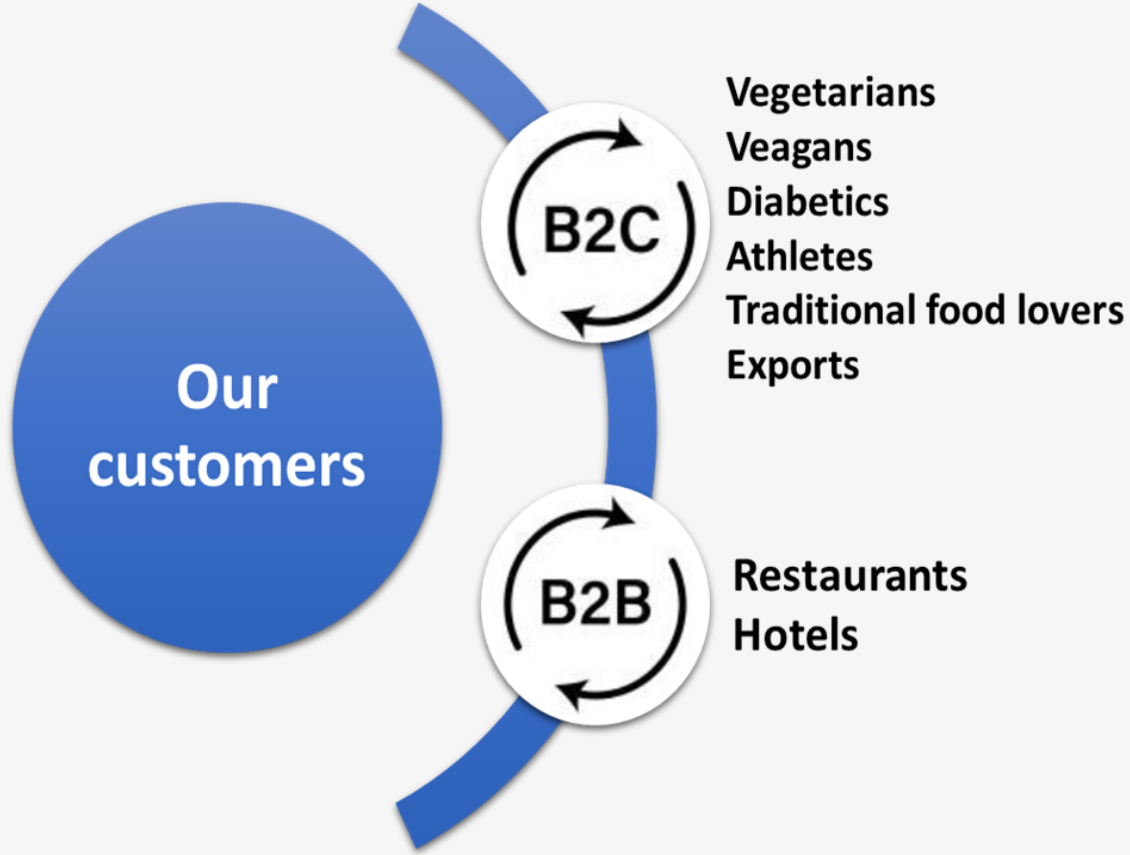 Our
customers
B2C
Vegetarians
Veagans
Diabetics
Athletes
Traditional food lovers
Exports
B2B
Restaurants
Hotels